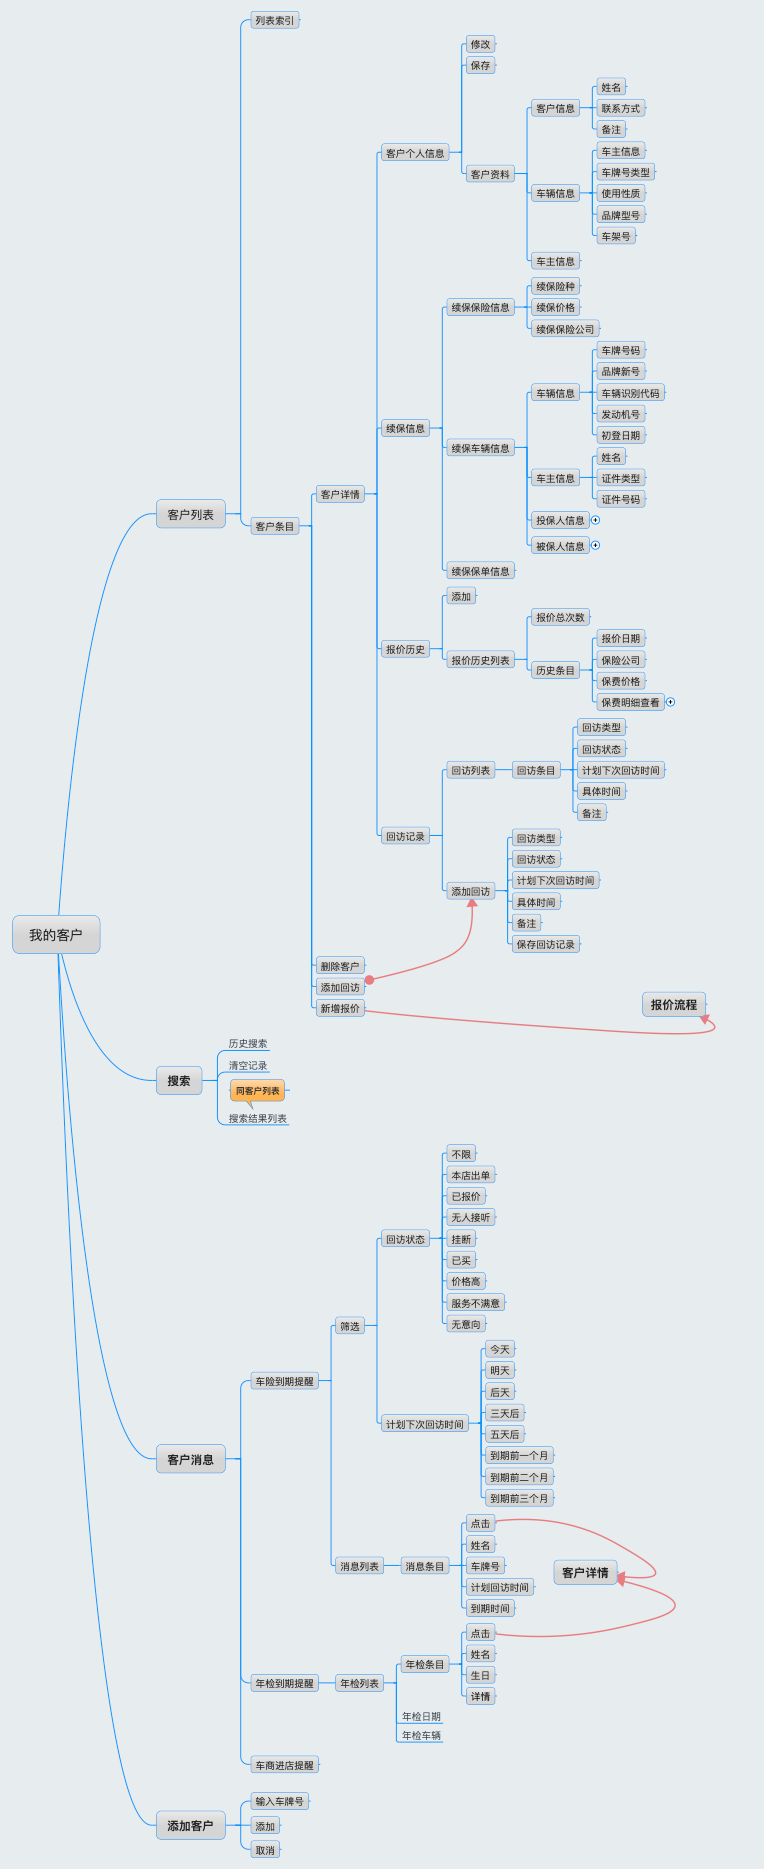 我的客户
客户列表
列表索引
客户条目
客户详情
客户个人信息
修改
保存
客户资料
客户信息
姓名
联系方式
备注
车辆信息
车主信息
车牌号类型
使用性质
品牌型号
车架号
车主信息
续保信息
续保保险信息
续保险种
续保价格
续保保险公司
续保车辆信息
车辆信息
车牌号码
品牌新号
车辆识别代码
发动机号
初登日期
车主信息
姓名
证件类型
证件号码
投保人信息
被保人信息
续保保单信息
报价历史
添加
报价历史列表
报价总次数
历史条目
报价日期
保险公司
保费价格
保费明细查看
回访记录
回访列表
回访条目
回访类型
回访状态
计划下次回访时间
具体时间
备注
添加回访
回访类型
回访状态
计划下次回访时间
具体时间
备注
保存回访记录
删除客户
添加回访
新增报价
报价流程
搜索
历史搜索
清空记录
同客户列表
搜索结果列表
客户消息
车险到期提醒
筛选
回访状态
不限
本店出单
已报价
无人接听
挂断
已买
价格高
服务不满意
无意向
计划下次回访时间
今天
明天
后天
三天后
五天后
到期前一个月
到期前二个月
到期前三个月
消息列表
消息条目
点击
姓名
车牌号
计划回访时间
到期时间
客户详情
年检到期提醒
年检列表
年检条目
点击
姓名
生日
详情
年检日期
年检车辆
车商进店提醒
添加客户
输入车牌号
添加
取消